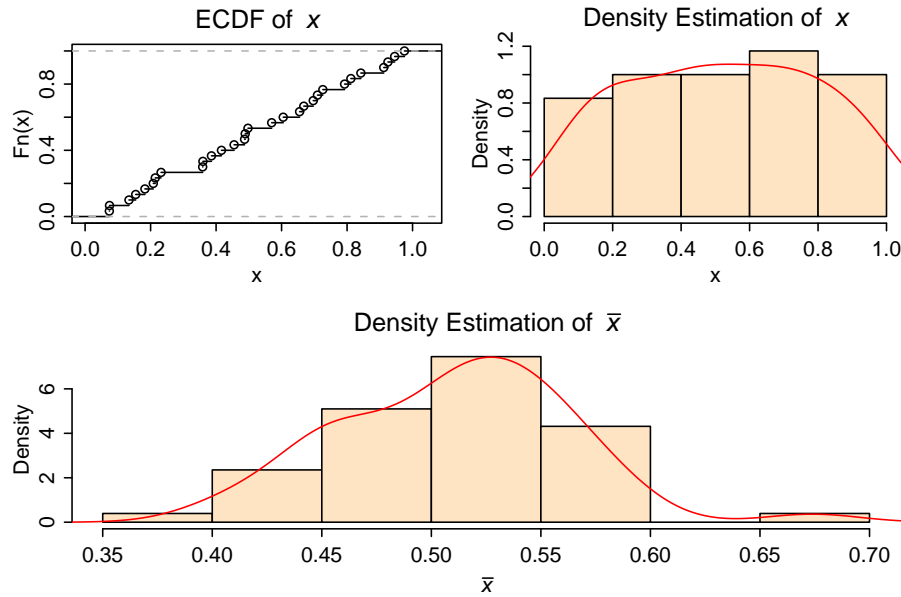 ECDF of x
Fn(x)
0.0 0.4 0.8
0.0 0.2 0.4 0.6 0.8 1.0
x
Density Estimation of x
Density
0.0 0.4 0.8 1.2
0.0 0.2 0.4 0.6 0.8 1.0
x
Density Estimation of x̅
Density
0 2 4 6
0.35 0.40 0.45 0.50 0.55 0.60 0.65 0.70
x̅